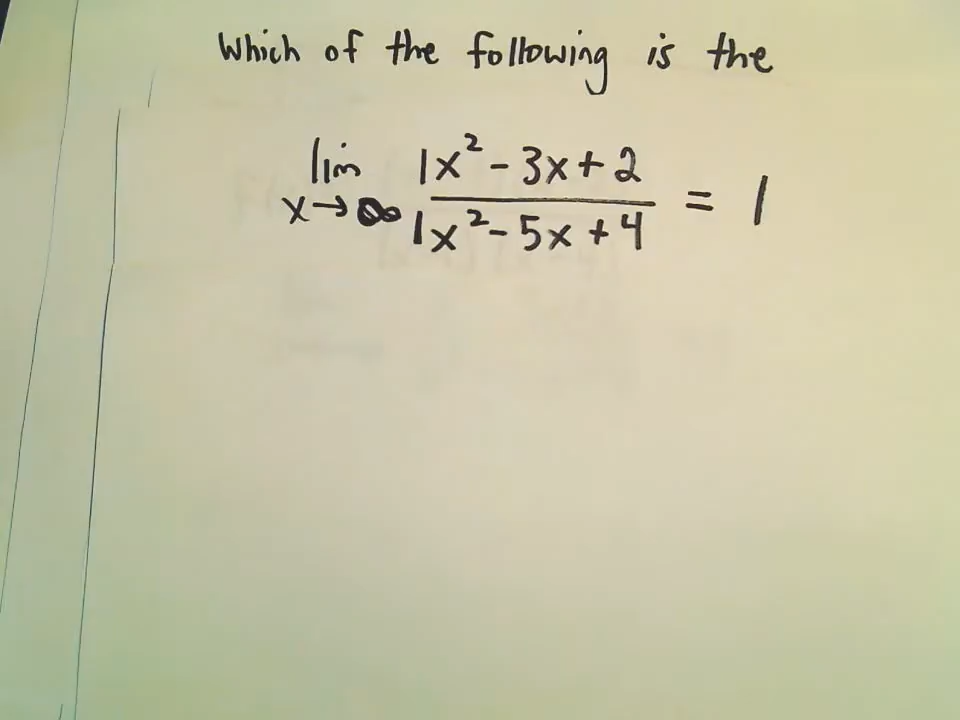 Which of the following is the
lim x→∞ 1x² - 3x + 2 / 1x² - 5x + 4 = 1